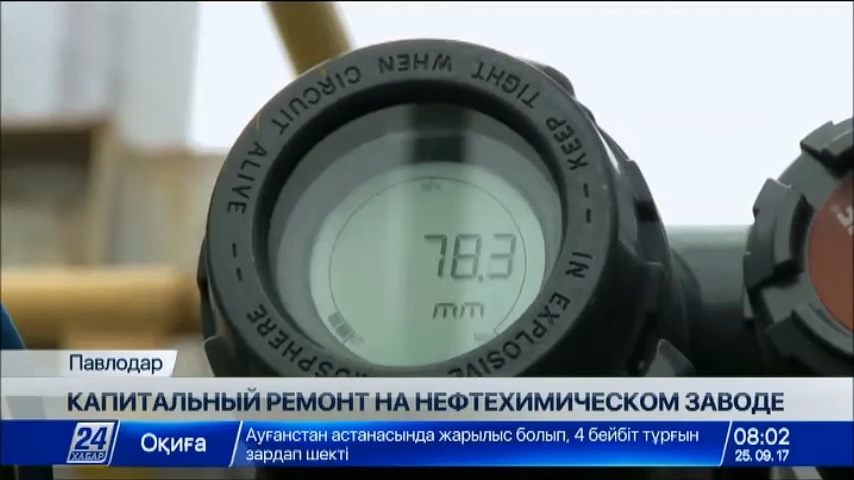 KEEP TIGHT WHEN CIRCUIT ALIVE
IN EXPLOSIVE
78.3
mm
Павлодар
КАПИТАЛЬНЫЙ РЕМОНТ НА НЕФТЕХИМИЧЕСКОМ ЗАВОДЕ
24
ХАБАР
Оқиға
Ауғанстан астанасында жарылыс болып, 4 бейбіт тұрғын
зардап шекті
08:02
25.09.17